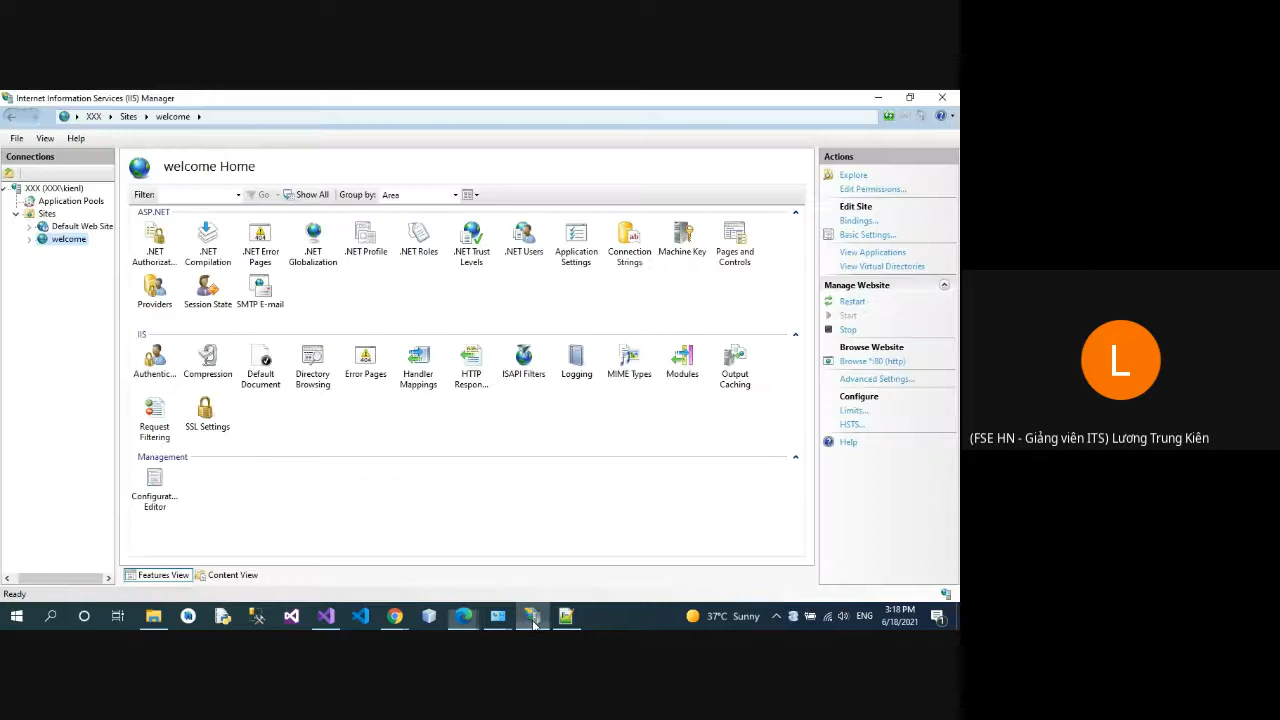 Internet Information Services (IIS) Manager
XXX
Sites
welcome
File
View
Help
Connections
XXX (XXX\kienl)
Application Pools
Sites
Default Web Site
welcome
welcome Home
Filter:
Go
Show All
Group by:
Area
ASP.NET
.NET Authorizat...
.NET Compilation
.NET Error Pages
.NET Globalization
.NET Profile
.NET Roles
.NET Trust Levels
.NET Users
Application Settings
Connection Strings
Machine Key
Pages and Controls
Providers
Session State
SMTP E-mail
IIS
Authentic...
Compression
Default Document
Directory Browsing
Error Pages
Handler Mappings
HTTP Respon...
ISAPI Filters
Logging
MIME Types
Modules
Output Caching
Request Filtering
SSL Settings
Management
Configurat... Editor
Features View
Content View
Actions
Explore
Edit Permissions...
Edit Site
Bindings...
Basic Settings...
View Applications
View Virtual Directories
Manage Website
Restart
Start
Stop
Browse Website
Browse *:80 (http)
Advanced Settings...
Configure
Limits...
HSTS...
Help
Ready
37°C Sunny
ENG
3:18 PM
6/18/2021
L
(FSE HN - Giảng viên ITS) Lương Trung Kiên